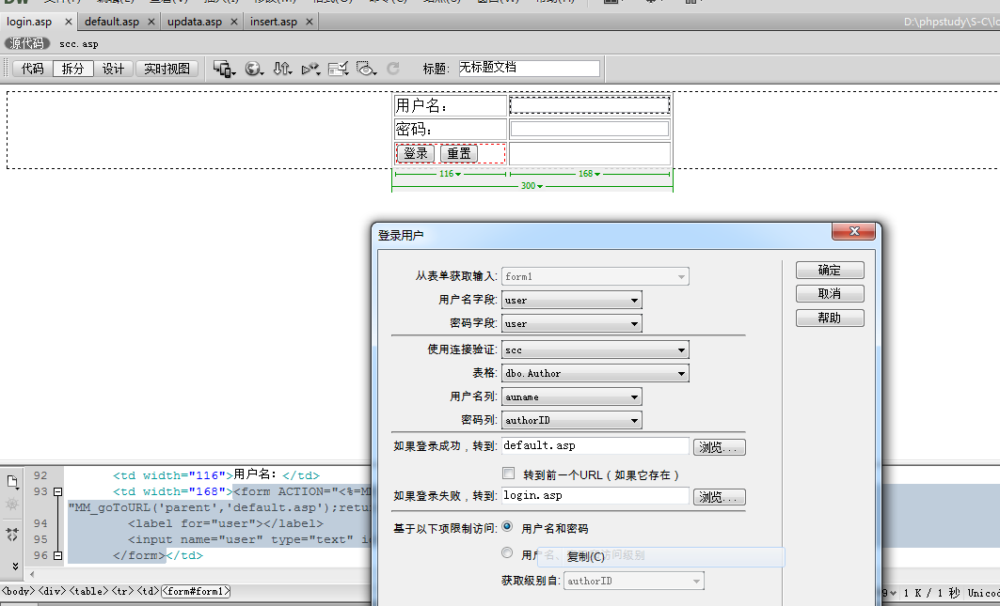 login.asp × default.asp × updata.asp × insert.asp ×
D:\phpstudy\S-C\lo
源代码 scc.asp
代码 拆分 设计 实时视图 标题: 无标题文档
用户名:
密码:
登录 重置
116 168
300
登录用户
从表单获取输入: form1 确定
用户名字段: user 取消
密码字段: user 帮助
使用连接验证: scc
表格: dbo.Author
用户名列: auname
密码列: authorID
如果登录成功，转到: default.asp 浏览...
转到前一个URL（如果它存在）
如果登录失败，转到: login.asp 浏览...
基于以下项限制访问: 用户名和密码
用户名、 访问级别
复制(C)
获取级别自: authorID
92 <td width="116">用户名: </td>
93 <td width="168"><form ACTION="<%=M
"MM_goToURL('parent','default.asp');retu
94 <label for="user"></label>
95 <input name="user" type="text" i
96 </form></td>
<body> <div> <table> <tr> <td> <form#form1>
1 K / 1 秒 Unicod